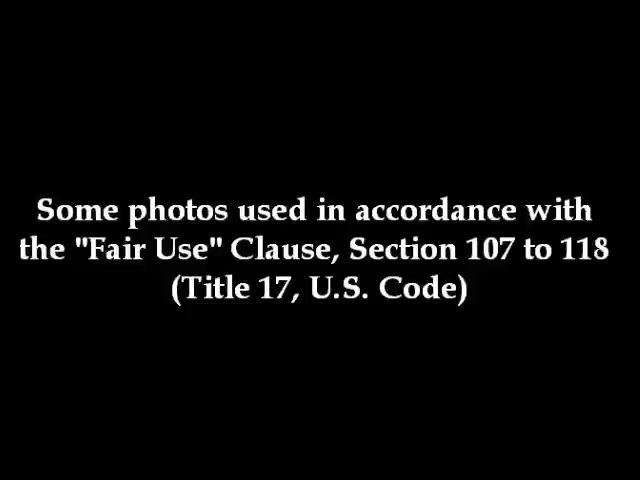 Some photos used in accordance with
the "Fair Use" Clause, Section 107 to 118
(Title 17, U.S. Code)